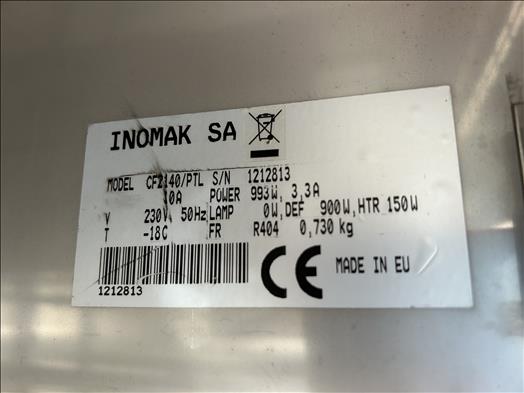 INOMAK SA
MODEL CF2140/PTL S/N 1212813
10A POWER 993W, 3,3A
V 230V 50Hz LAMP 0W,DEF 900W,HTR 150W
T -18C FR R404 0,730 kg
1212813
CE MADE IN EU